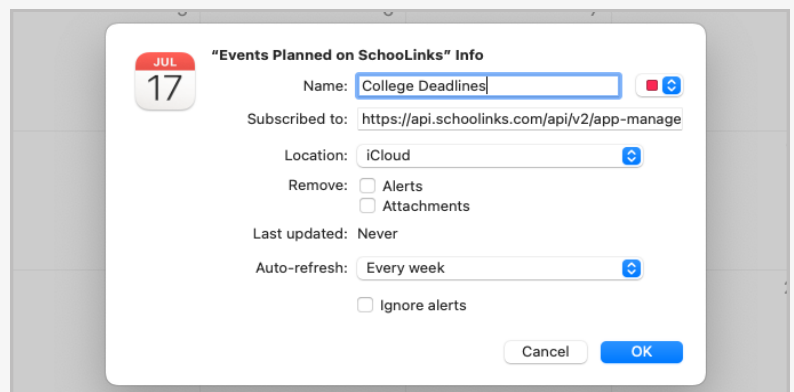 “Events Planned on SchooLinks” Info
JUL
17
Name: College Deadlines
Subscribed to: https://api.schoolinks.com/api/v2/app-manage
Location: iCloud
Remove: Alerts
Attachments
Last updated: Never
Auto-refresh: Every week
Ignore alerts
Cancel OK